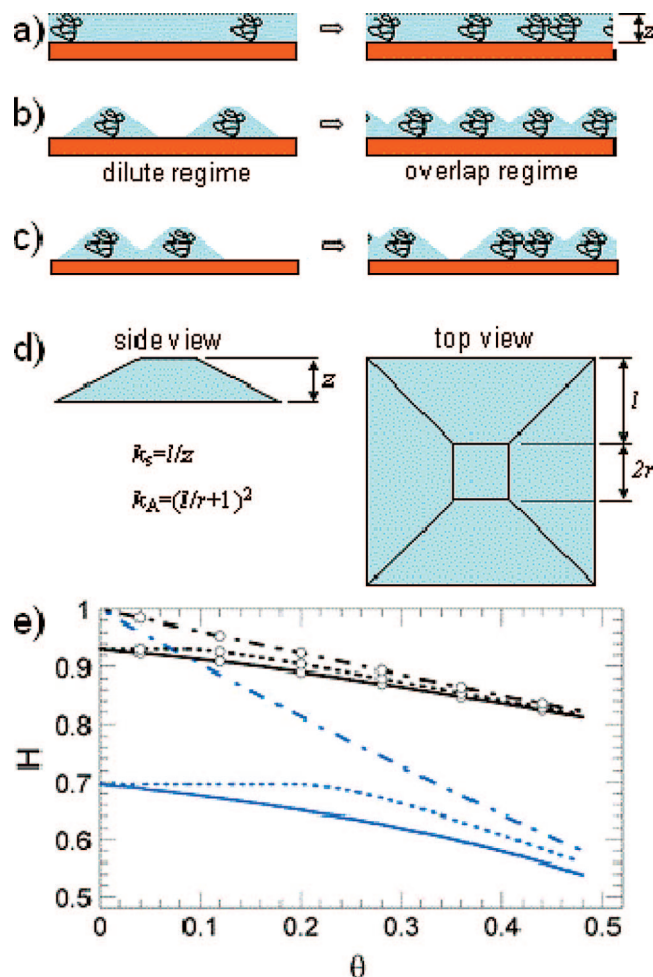 a)
⇨
z
b)
⇨
dilute regime
overlap regime
c)
⇨
d)
side view
top view
z
l
2r
k_s=l/z
k_A=(l/r+1)^2
e)
1
0.9
0.8
0.7
0.6
0.5
H
0
0.1
0.2
0.3
0.4
0.5
θ